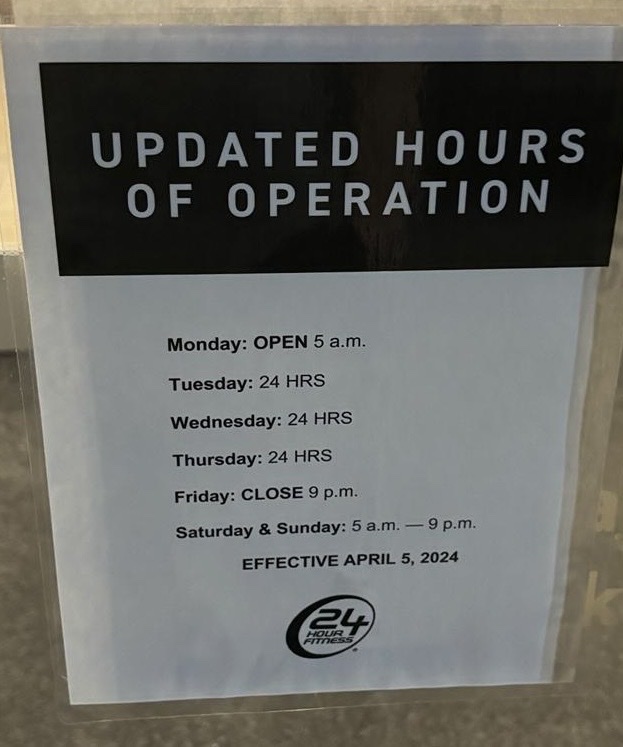 UPDATED HOURS
OF OPERATION
Monday: OPEN 5 a.m.
Tuesday: 24 HRS
Wednesday: 24 HRS
Thursday: 24 HRS
Friday: CLOSE 9 p.m.
Saturday & Sunday: 5 a.m. — 9 p.m.
EFFECTIVE APRIL 5, 2024
24
HOUR
FITNESS